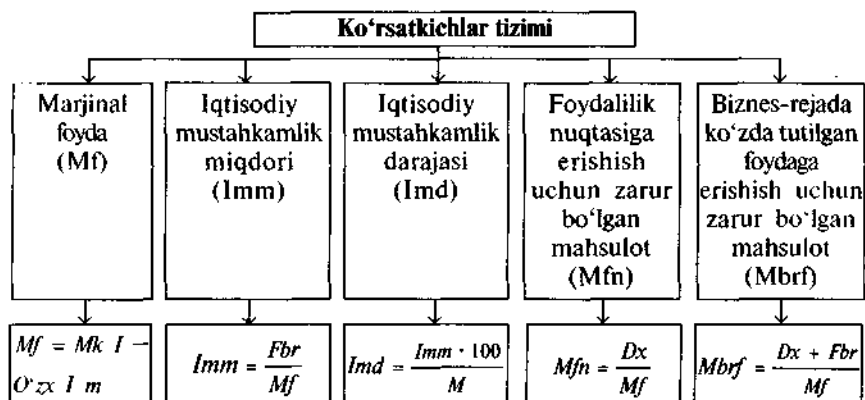 Ko‘rsatkichlar tizimi
Marjinal
foyda
(Mf)
Iqtisodiy
mustahkamlik
miqdori
(Imm)
Iqtisodiy
mustahkamlik
darajasi
(Imd)
Foydalilik
nuqtasiga
erishish
uchun zarur
bo‘lgan
mahsulot
(Mfn)
Biznes-rejada
ko‘zda tutilgan
foydaga
erishish uchun
zarur bo‘lgan
mahsulot
(Mbrf)
Mf = Mk I −
O‘zx I m
Imm = Fbr / Mf
Imd = Imm · 100 / M
Mfn = Dx / Mf
Mbrf = Dx + Fbr / Mf